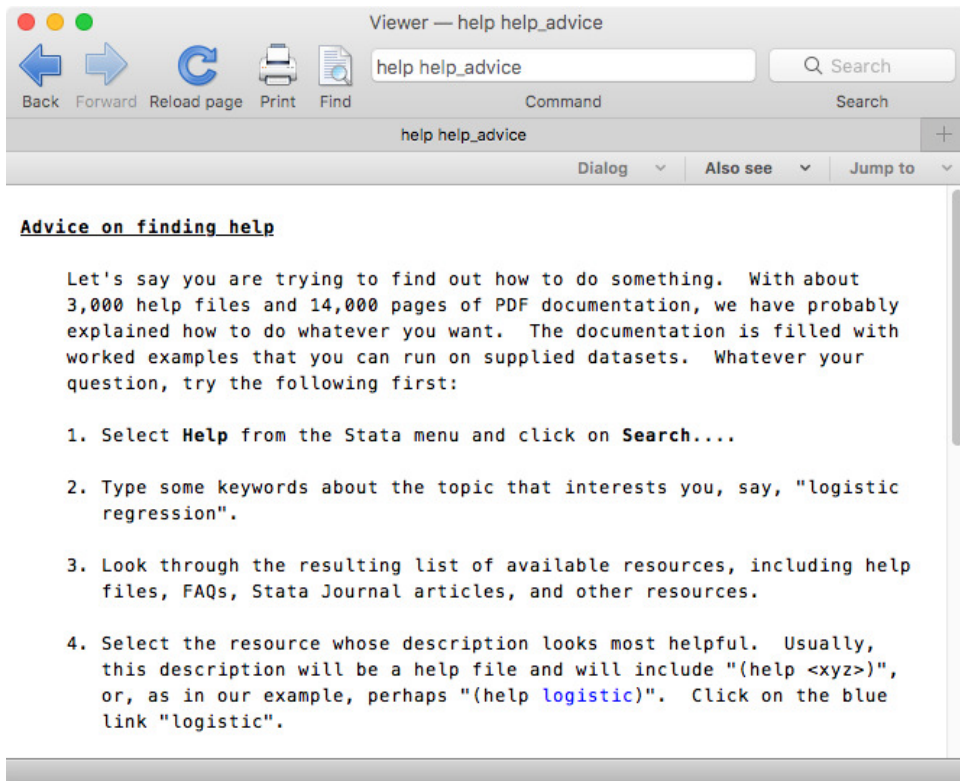 Viewer — help help_advice
help help_advice
Search
Back Forward Reload page Print Find Command Search
help help_advice
Dialog Also see Jump to
Advice on finding help
Let's say you are trying to find out how to do something. With about
3,000 help files and 14,000 pages of PDF documentation, we have probably
explained how to do whatever you want. The documentation is filled with
worked examples that you can run on supplied datasets. Whatever your
question, try the following first:
1. Select Help from the Stata menu and click on Search....
2. Type some keywords about the topic that interests you, say, "logistic
regression".
3. Look through the resulting list of available resources, including help
files, FAQs, Stata Journal articles, and other resources.
4. Select the resource whose description looks most helpful. Usually,
this description will be a help file and will include "(help <xyz>)",
or, as in our example, perhaps "(help logistic)". Click on the blue
link "logistic".